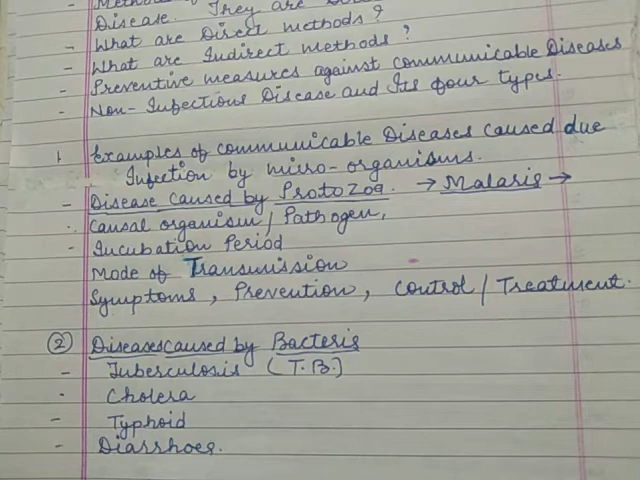 Disease. They are
- What are Direct methods?
- What are Indirect methods?
- Preventive measures against communicable Diseases
- Non-Infectious Disease and Its four types.
1 Examples of communicable Diseases caused due
Infection by micro-organisms.
- Disease caused by Protozoa. → Malaris →
Causal organism / Pathogen,
- Incubation Period
Mode of Transmission
Symptoms, Prevention, Control / Treatment.
② Diseases caused by Bacteris
- Tuberculosis (T.B.)
- Cholera
- Typhoid
- Diarrhoea.